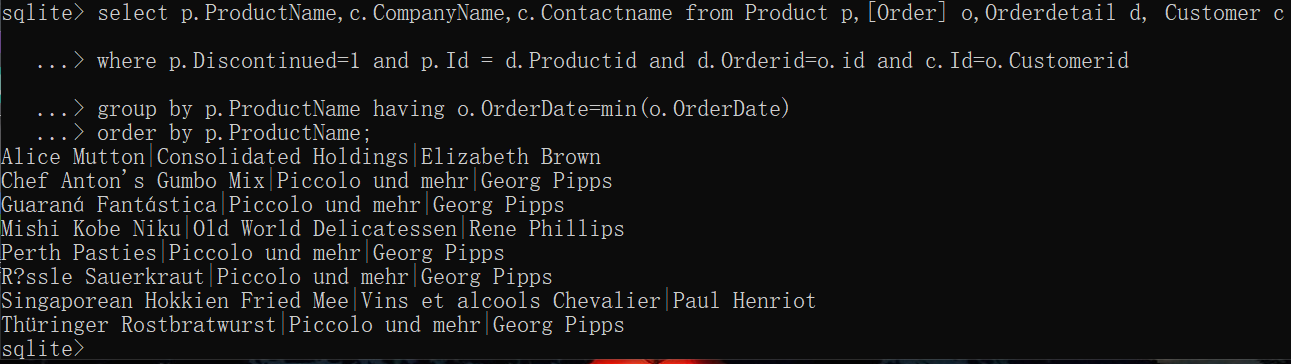 sqlite> select p.ProductName,c.CompanyName,c.Contactname from Product p,[Order] o,Orderdetail d, Customer c
...> where p.Discontinued=1 and p.Id = d.Productid and d.Orderid=o.id and c.Id=o.Customerid
...> group by p.ProductName having o.OrderDate=min(o.OrderDate)
...> order by p.ProductName;
Alice Mutton|Consolidated Holdings|Elizabeth Brown
Chef Anton's Gumbo Mix|Piccolo und mehr|Georg Pipps
Guaraná Fantástica|Piccolo und mehr|Georg Pipps
Mishi Kobe Niku|Old World Delicatessen|Rene Phillips
Perth Pasties|Piccolo und mehr|Georg Pipps
R?ssle Sauerkraut|Piccolo und mehr|Georg Pipps
Singaporean Hokkien Fried Mee|Vins et alcools Chevalier|Paul Henriot
Thüringer Rostbratwurst|Piccolo und mehr|Georg Pipps
sqlite>